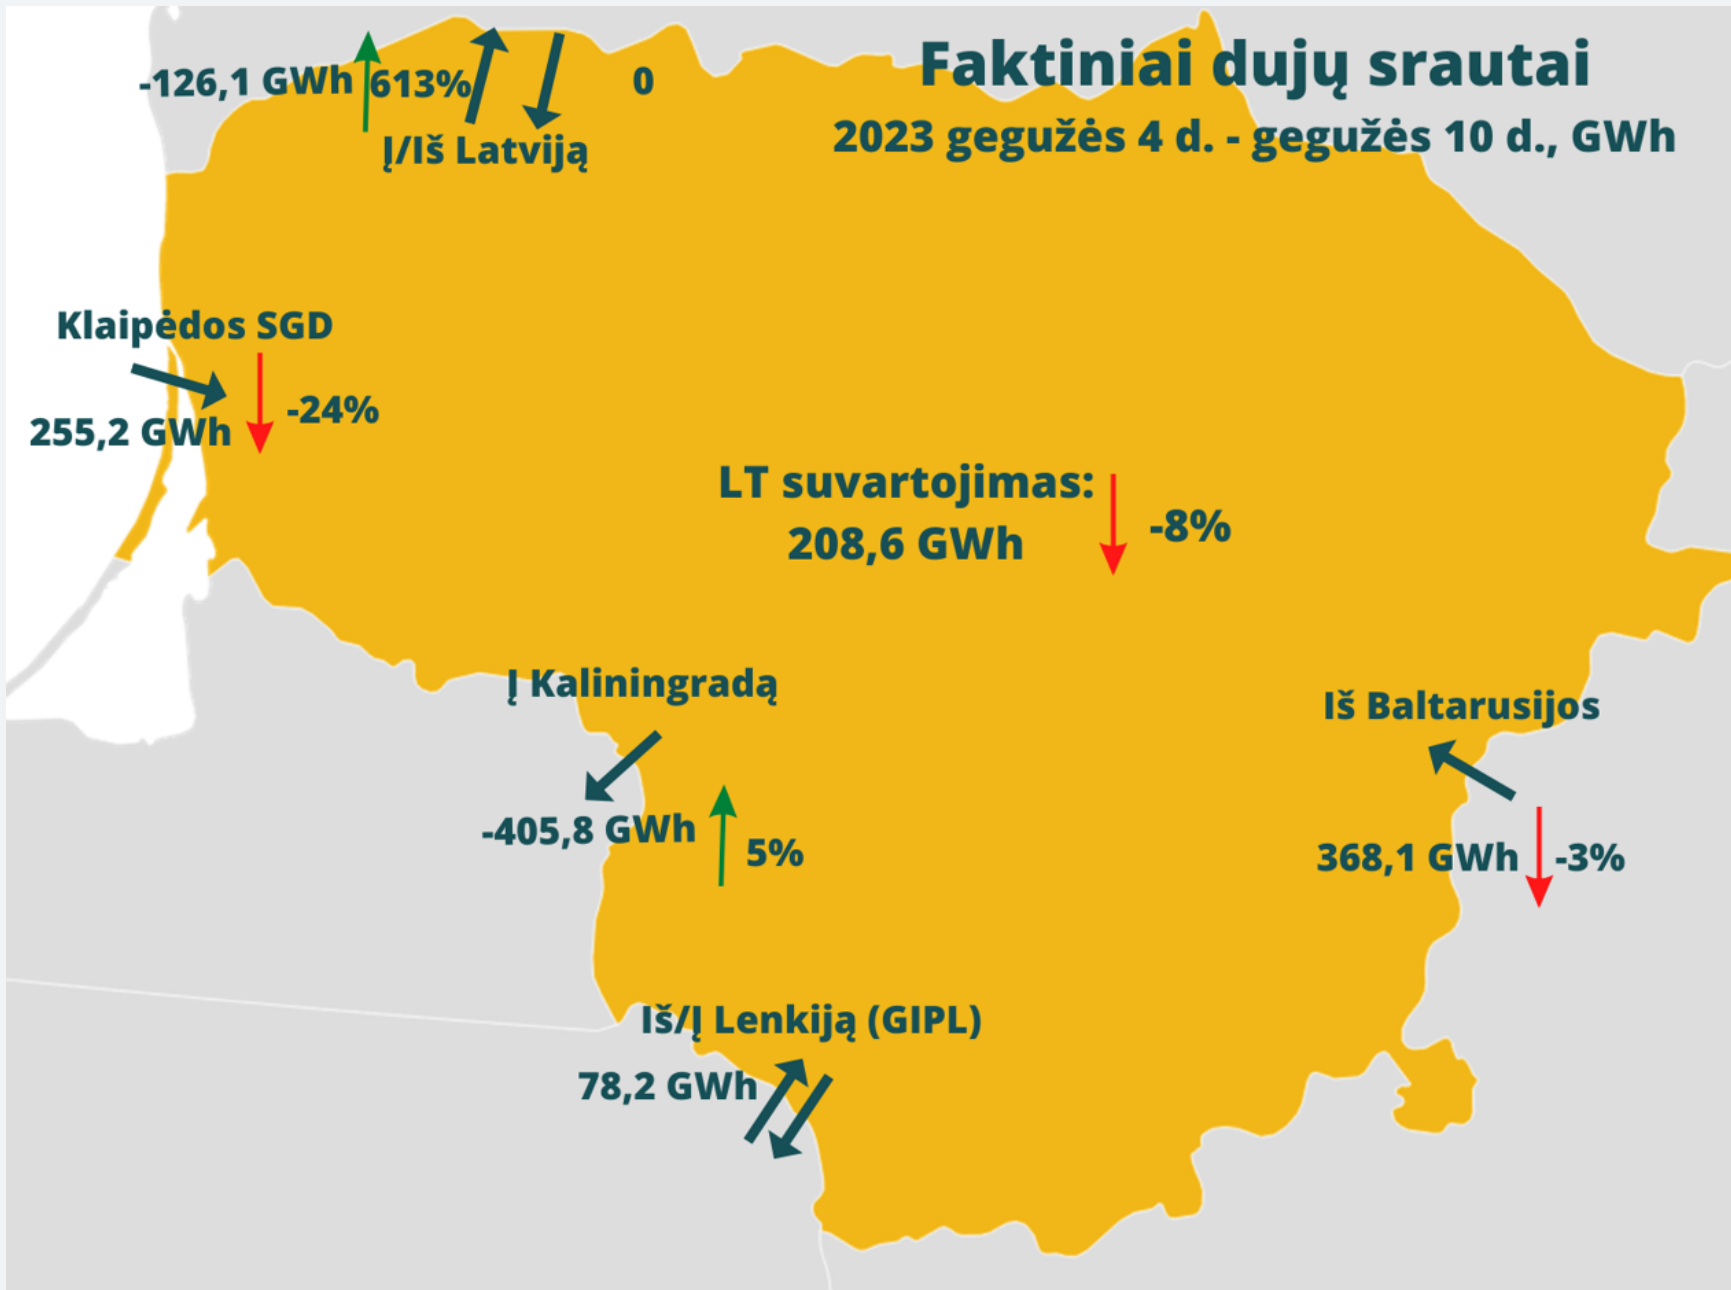 Faktiniai dujų srautai
2023 gegužės 4 d. - gegužės 10 d., GWh
-126,1 GWh 613% 0
Į/Iš Latviją
Klaipėdos SGD
255,2 GWh -24%
LT suvartojimas:
208,6 GWh -8%
Į Kaliningradą
-405,8 GWh 5%
Iš Baltarusijos
368,1 GWh -3%
Iš/Į Lenkiją (GIPL)
78,2 GWh